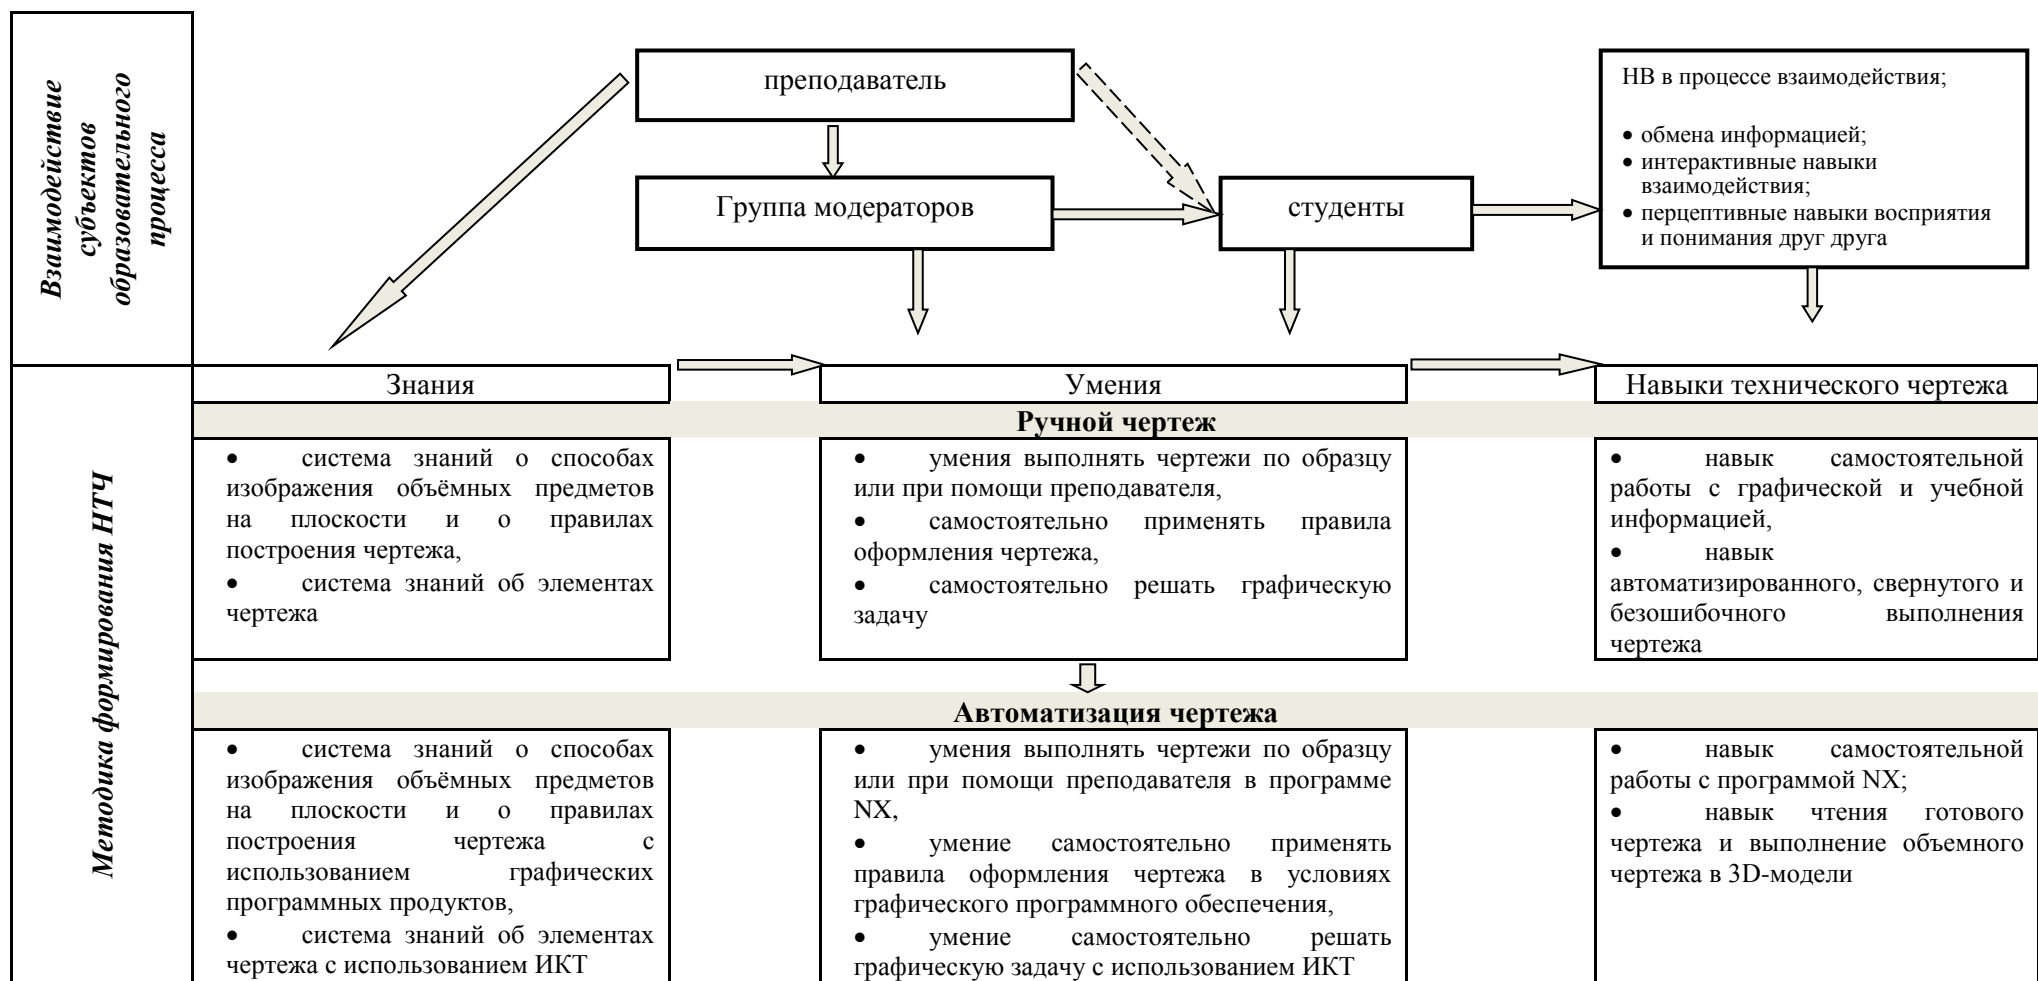 Взаимодействие
субъектов
образовательного
процесса
преподаватель
Группа модераторов
студенты
НВ в процессе взаимодействия;
• обмена информацией;
• интерактивные навыки
взаимодействия;
• перцептивные навыки восприятия
и понимания друг друга
Методика формирования НТЧ
Знания
Умения
Навыки технического чертежа
Ручной чертеж
• система знаний о способах
изображения объёмных предметов
на плоскости и о правилах
построения чертежа,
• система знаний об элементах
чертежа
• умения выполнять чертежи по образцу
или при помощи преподавателя,
• самостоятельно применять правила
оформления чертежа,
• самостоятельно решать графическую
задачу
• навык самостоятельной
работы с графической и учебной
информацией,
• навык
автоматизированного, свернутого и
безошибочного выполнения
чертежа
Автоматизация чертежа
• система знаний о способах
изображения объёмных предметов
на плоскости и о правилах
построения чертежа с
использованием графических
программных продуктов,
• система знаний об элементах
чертежа с использованием ИКТ
• умения выполнять чертежи по образцу
или при помощи преподавателя в программе
NX,
• умение самостоятельно применять
правила оформления чертежа в условиях
графического программного обеспечения,
• умение самостоятельно решать
графическую задачу с использованием ИКТ
• навык самостоятельной
работы с программой NX;
• навык чтения готового
чертежа и выполнение объемного
чертежа в 3D-модели